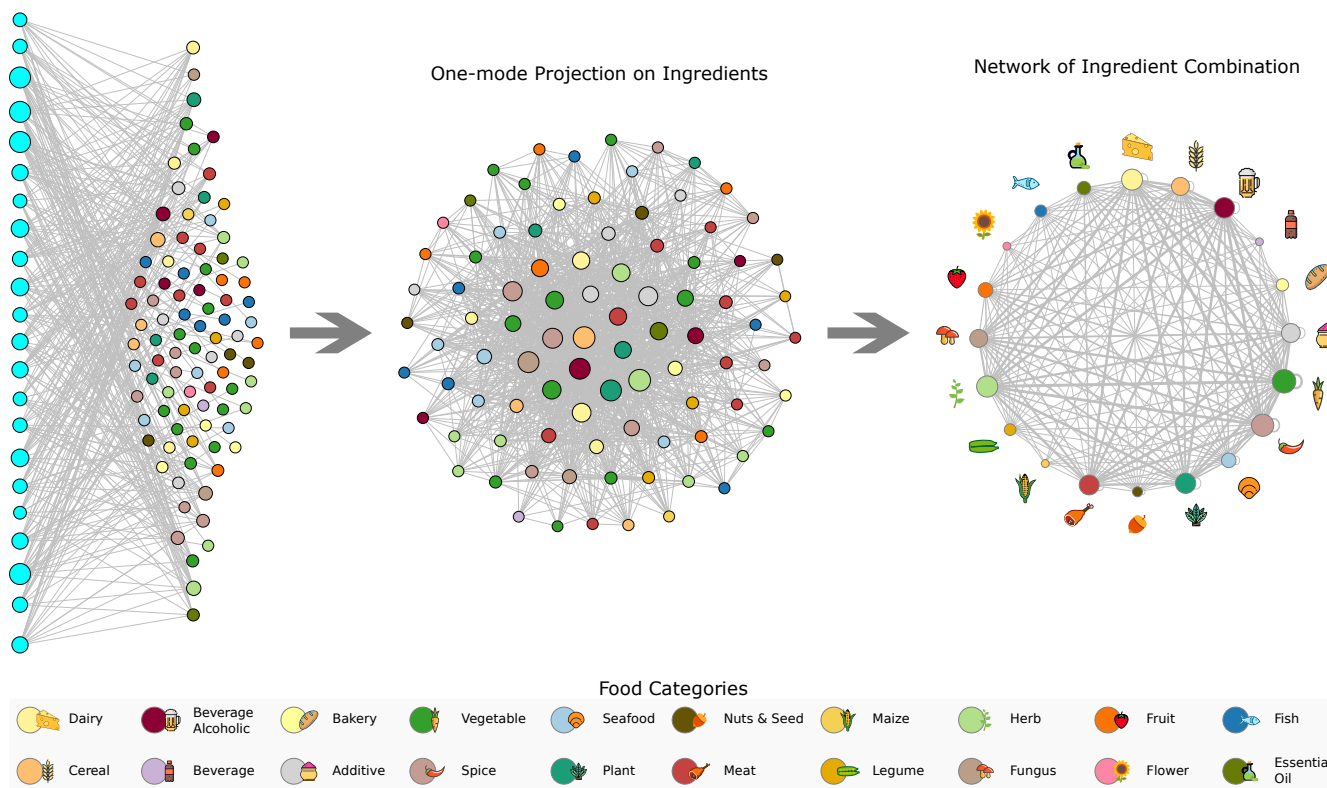 One-mode Projection on Ingredients
Network of Ingredient Combination
Food Categories
Dairy
Beverage
Alcoholic
Bakery
Vegetable
Seafood
Nuts & Seed
Maize
Herb
Fruit
Fish
Cereal
Beverage
Additive
Spice
Plant
Meat
Legume
Fungus
Flower
Essential
Oil